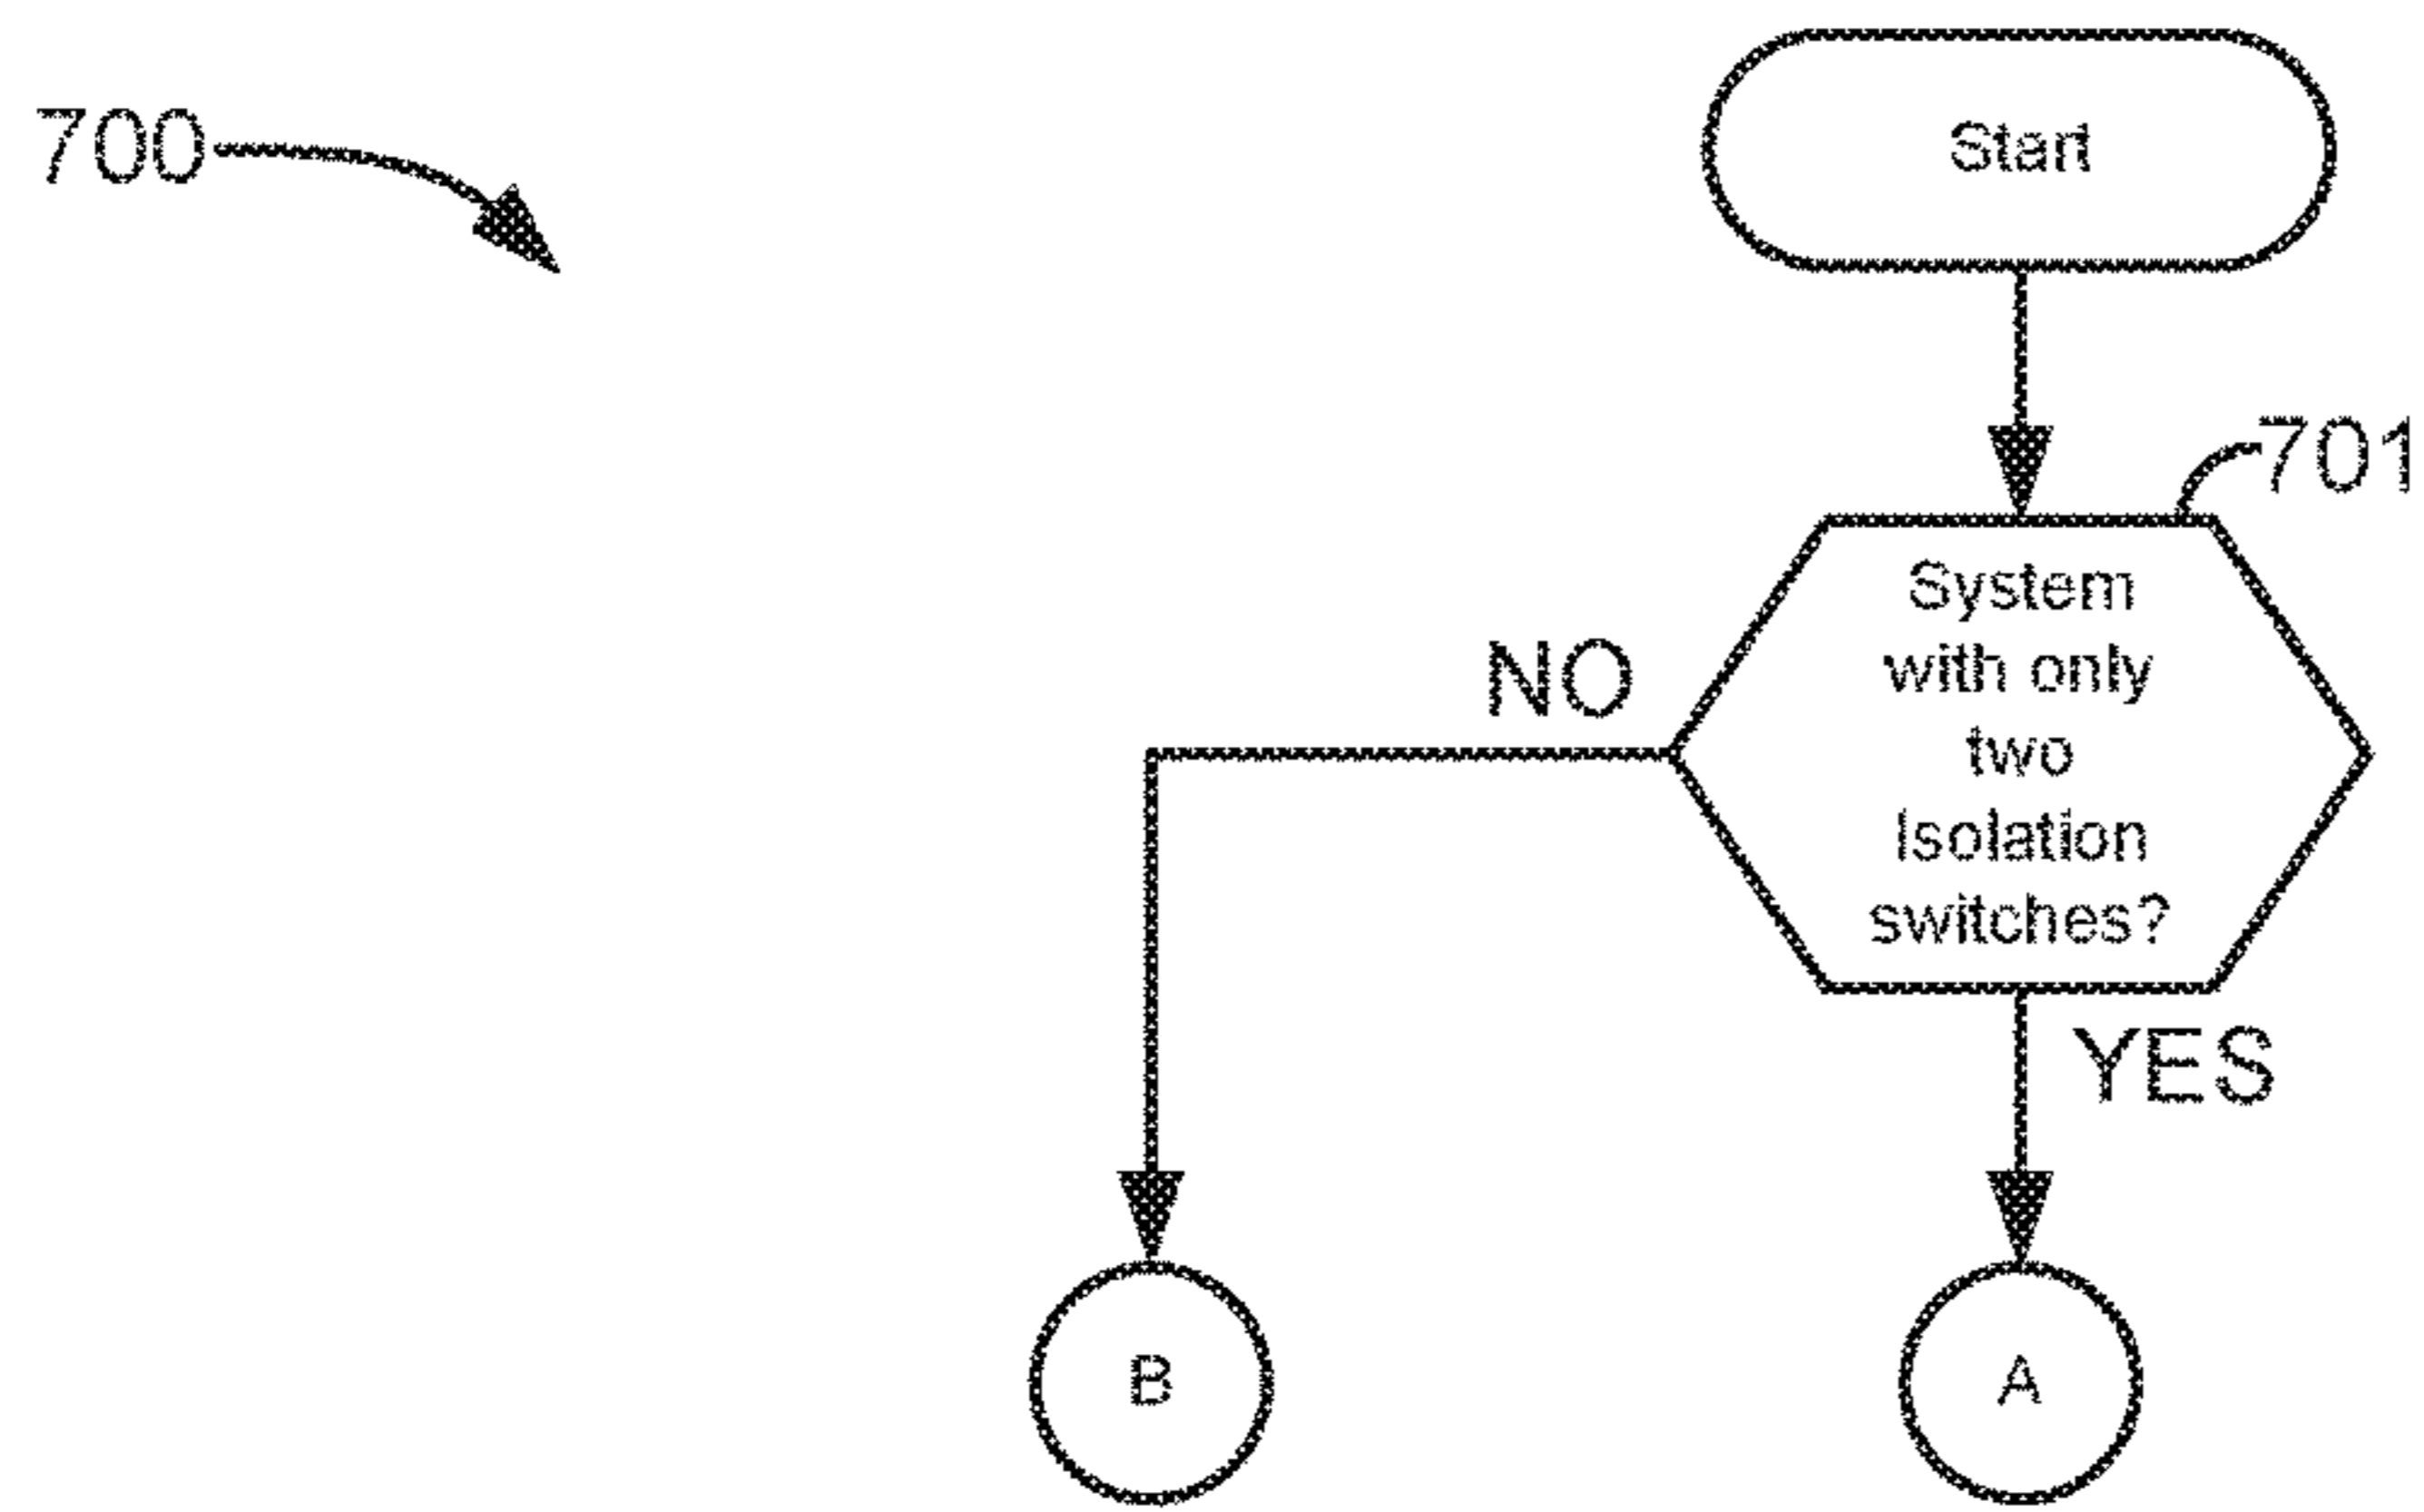 700
Start
701
System
with only
two
Isolation
switches?
NO
YES
B
A